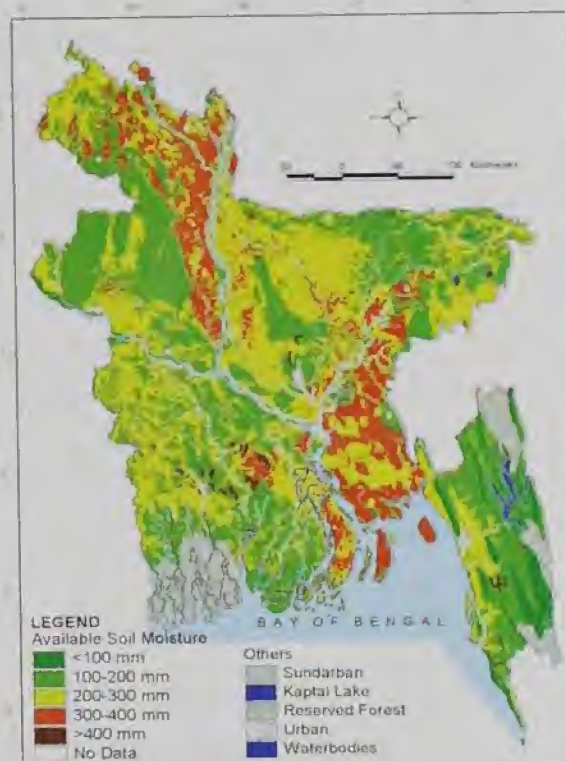 BAY OF BENGAL
LEGEND
Available Soil Moisture
<100 mm
100-200 mm
200-300 mm
300-400 mm
>400 mm
No Data
Others
Sundarban
Kaptai Lake
Reserved Forest
Urban
Waterbodies